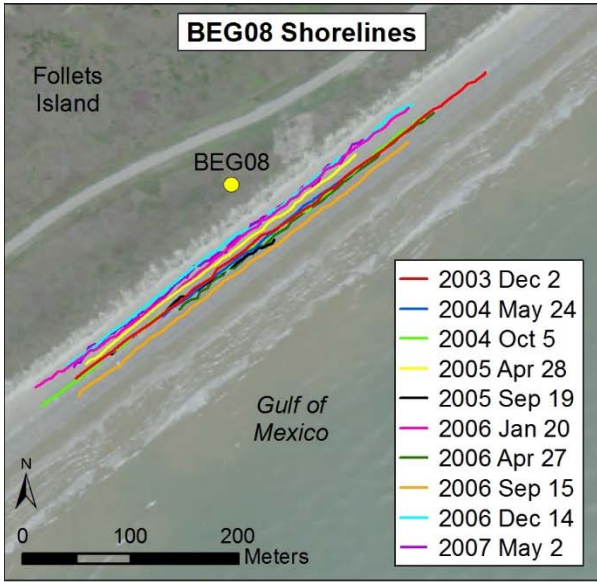 BEG08 Shorelines
Follets
Island
BEG08
2003 Dec 2
2004 May 24
2004 Oct 5
2005 Apr 28
2005 Sep 19
2006 Jan 20
2006 Apr 27
2006 Sep 15
2006 Dec 14
2007 May 2
Gulf of
Mexico
N
0 100 200
Meters